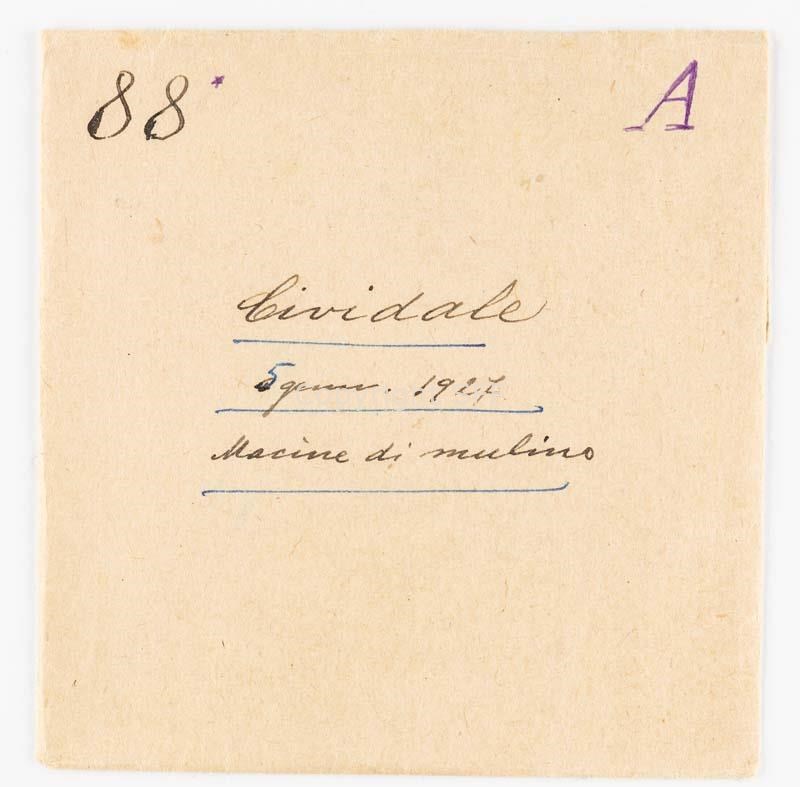 88* A
Cividale
5 genn. 1927
Macine di mulino